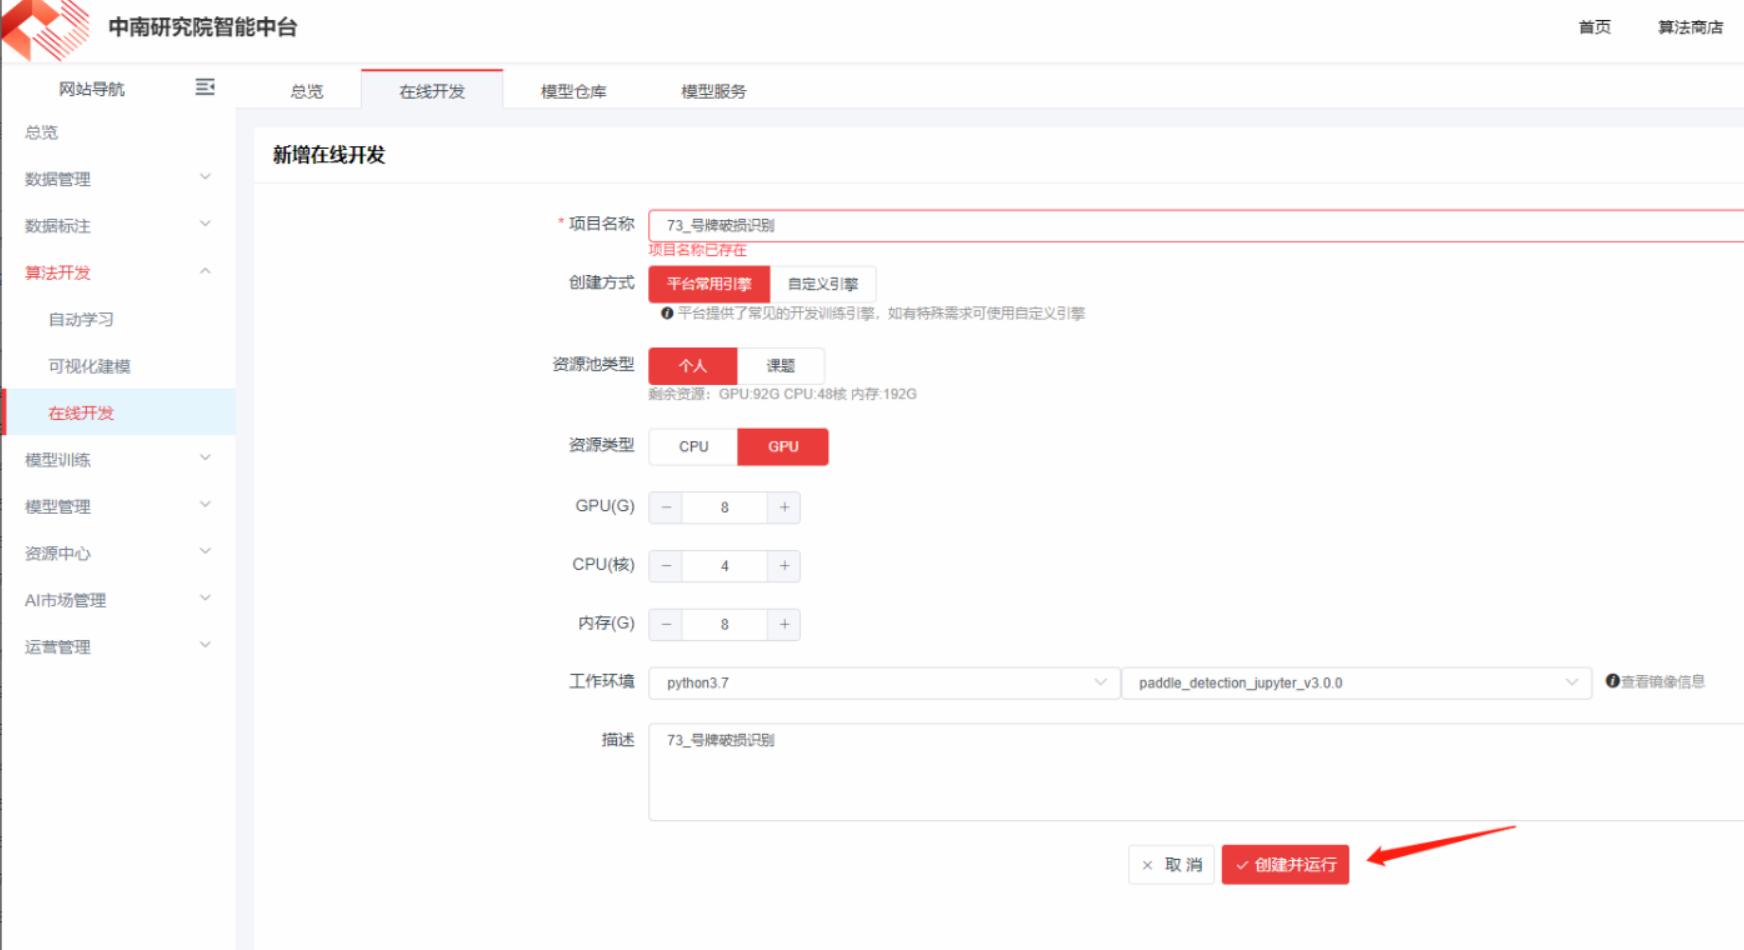 中南研究院智能中台
首页 算法商店
网站导航
总览 在线开发 模型仓库 模型服务
总览
数据管理
数据标注
算法开发
自动学习
可视化建模
在线开发
模型训练
模型管理
资源中心
AI市场管理
运营管理
新增在线开发
* 项目名称 73_号牌破损识别
项目名称已存在
创建方式 平台常用引擎 自定义引擎
平台提供了常见的开发训练引擎，如有特殊需求可使用自定义引擎
资源池类型 个人 课题
剩余资源：GPU:92G CPU:48核 内存:192G
资源类型 CPU GPU
GPU(G) − 8 +
CPU(核) − 4 +
内存(G) − 8 +
工作环境 python3.7 paddle_detection_jupyter_v3.0.0 查看镜像信息
描述 73_号牌破损识别
× 取 消 ✓ 创建并运行